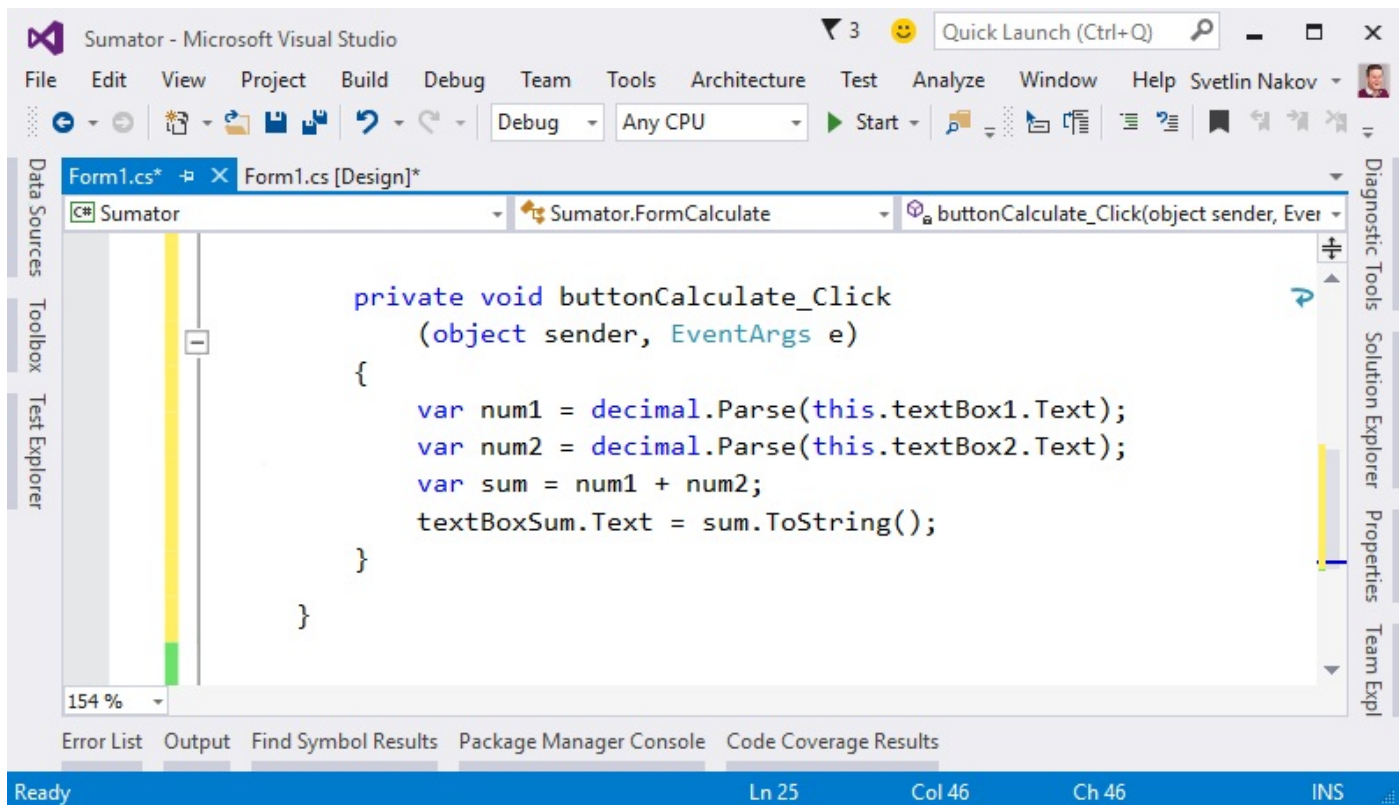 Sumator - Microsoft Visual Studio 3 Quick Launch (Ctrl+Q)
File Edit View Project Build Debug Team Tools Architecture Test Analyze Window Help Svetlin Nakov
Debug Any CPU Start
Data Sources
Toolbox
Test Explorer
Form1.cs* Form1.cs [Design]*
C# Sumator Sumator.FormCalculate buttonCalculate_Click(object sender, Ever
private void buttonCalculate_Click
(object sender, EventArgs e)
{
var num1 = decimal.Parse(this.textBox1.Text);
var num2 = decimal.Parse(this.textBox2.Text);
var sum = num1 + num2;
textBoxSum.Text = sum.ToString();
}
}
154 %
Diagnostic Tools
Solution Explorer
Properties
Team Expl
Error List Output Find Symbol Results Package Manager Console Code Coverage Results
Ready Ln 25 Col 46 Ch 46 INS